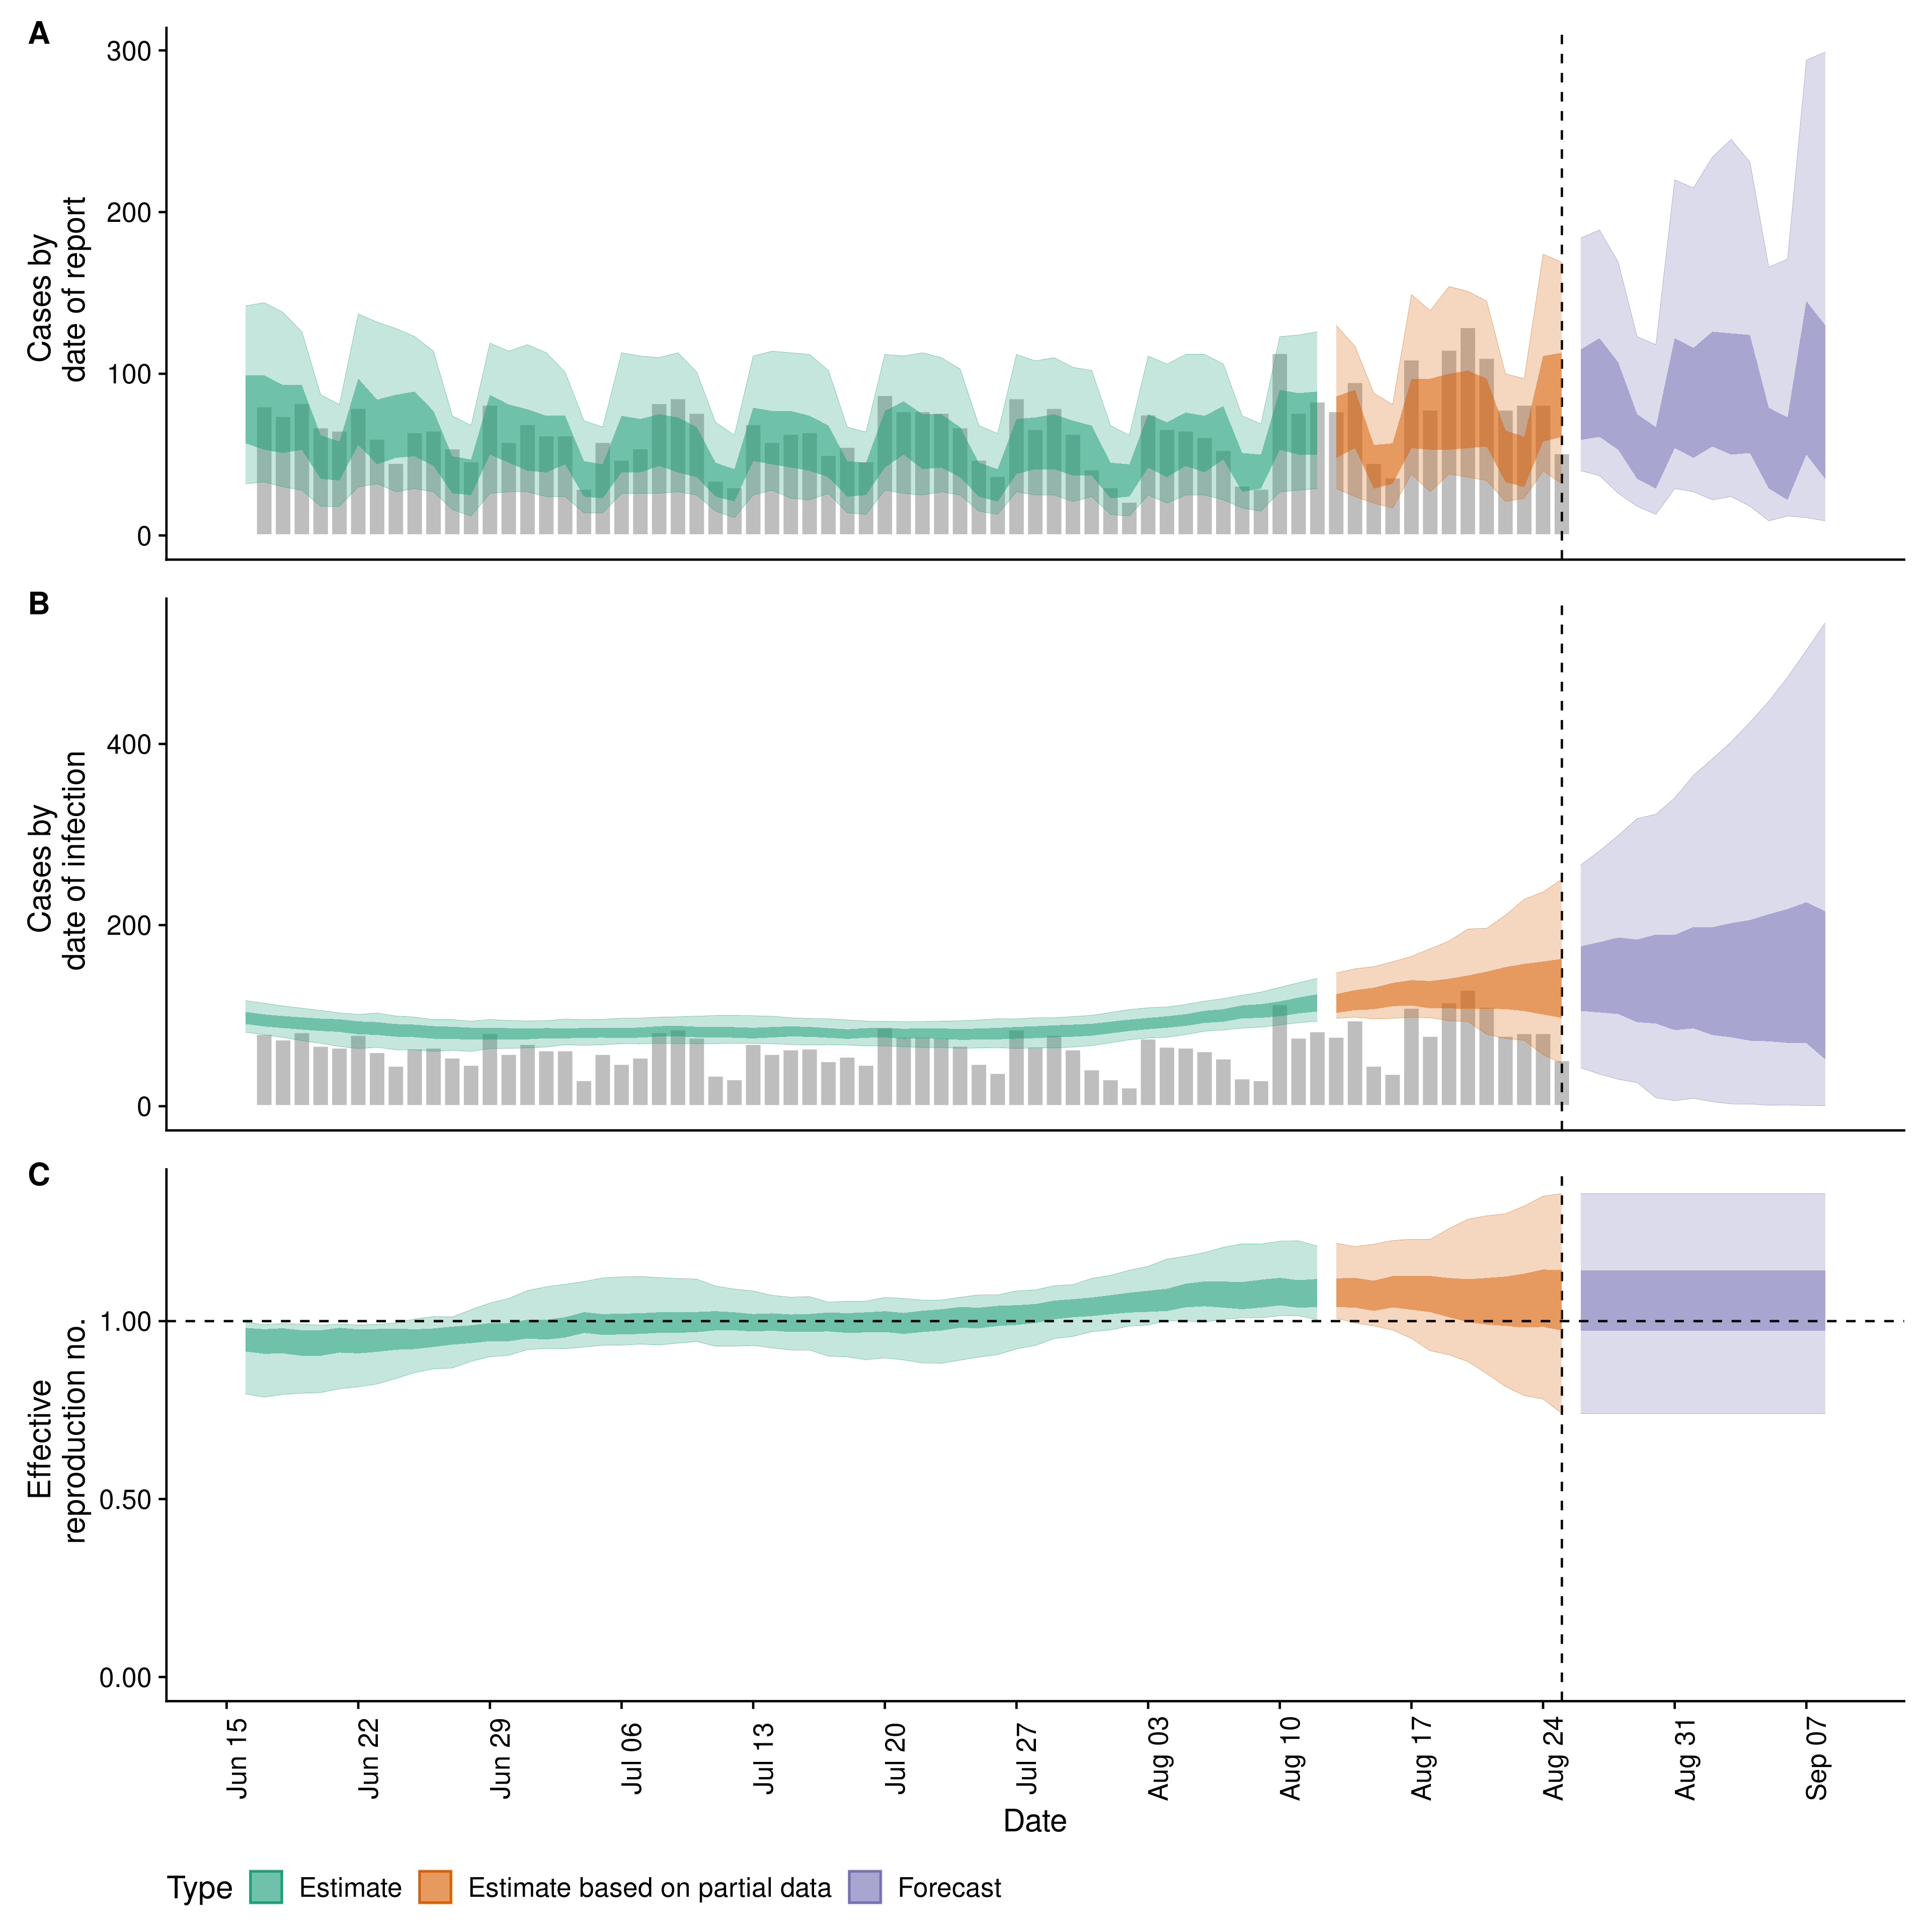 A
Cases by
date of report
300
200
100
0
B
Cases by
date of infection
400
200
0
C
Effective
reproduction no.
1.00
0.50
0.00
Jun 15
Jun 22
Jun 29
Jul 06
Jul 13
Jul 20
Jul 27
Aug 03
Aug 10
Aug 17
Aug 24
Aug 31
Sep 07
Date
Type
Estimate
Estimate based on partial data
Forecast